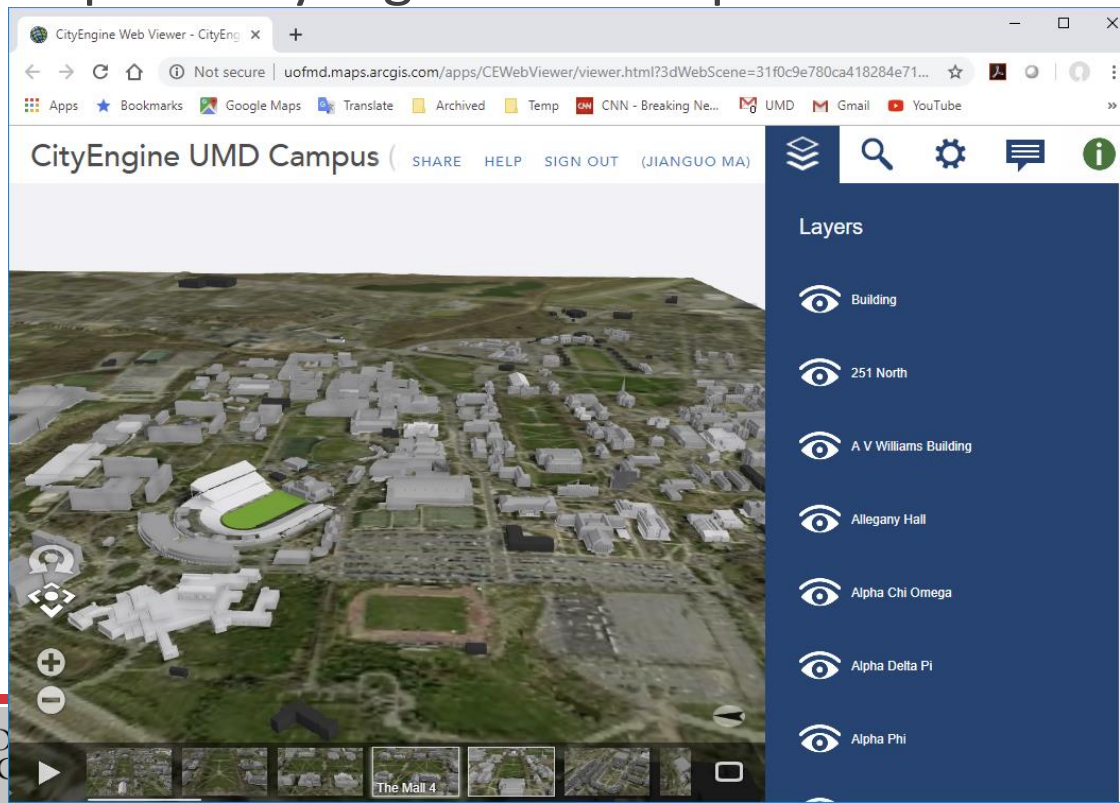 CityEngine Web Viewer - CityEng
Not secure | uofmd.maps.arcgis.com/apps/CEWebViewer/viewer.html?3dWebScene=31f0c9e780ca418284e71...
Apps Bookmarks Google Maps Translate Archived Temp CNN - Breaking Ne... UMD Gmail YouTube »
CityEngine UMD Campus ( SHARE HELP SIGN OUT (JIANGUO MA)
Layers
Building
251 North
A V Williams Building
Allegany Hall
Alpha Chi Omega
Alpha Delta Pi
Alpha Phi
The Mall 4